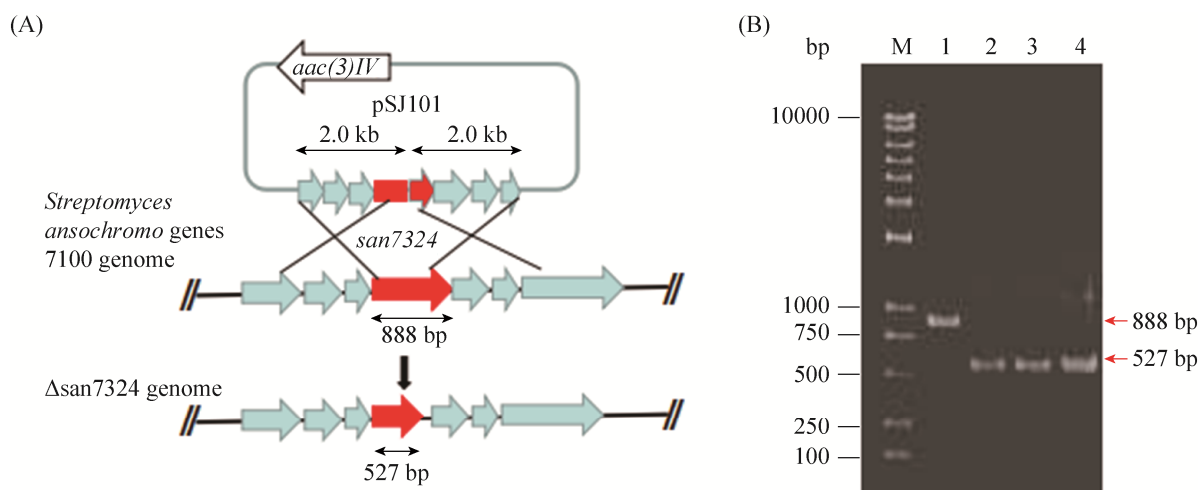 (A)
aac(3)IV
pSJ101
2.0 kb 2.0 kb
Streptomyces
ansochromo genes
7100 genome
san7324
888 bp
Δsan7324 genome
527 bp
(B)
bp M 1 2 3 4
10000
1000
750
500
250
100
888 bp
527 bp